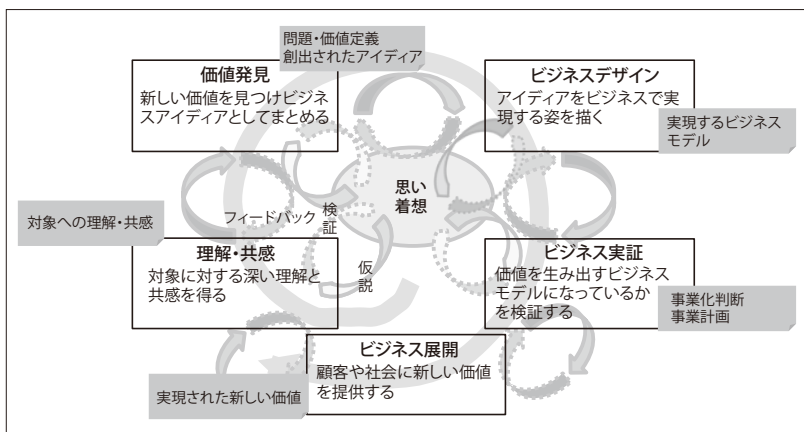 問題・価値定義
創出されたアイディア
価値発見
新しい価値を見つけビジネ
スアイディアとしてまとめる
ビジネスデザイン
アイディアをビジネスで実
現する姿を描く
実現するビジネス
モデル
思い
着想
対象への理解・共感
フィードバック
検証
仮説
理解・共感
対象に対する深い理解と
共感を得る
ビジネス実証
価値を生み出すビジネス
モデルになっているか
を検証する
事業化判断
事業計画
ビジネス展開
顧客や社会に新しい価値
を提供する
実現された新しい価値